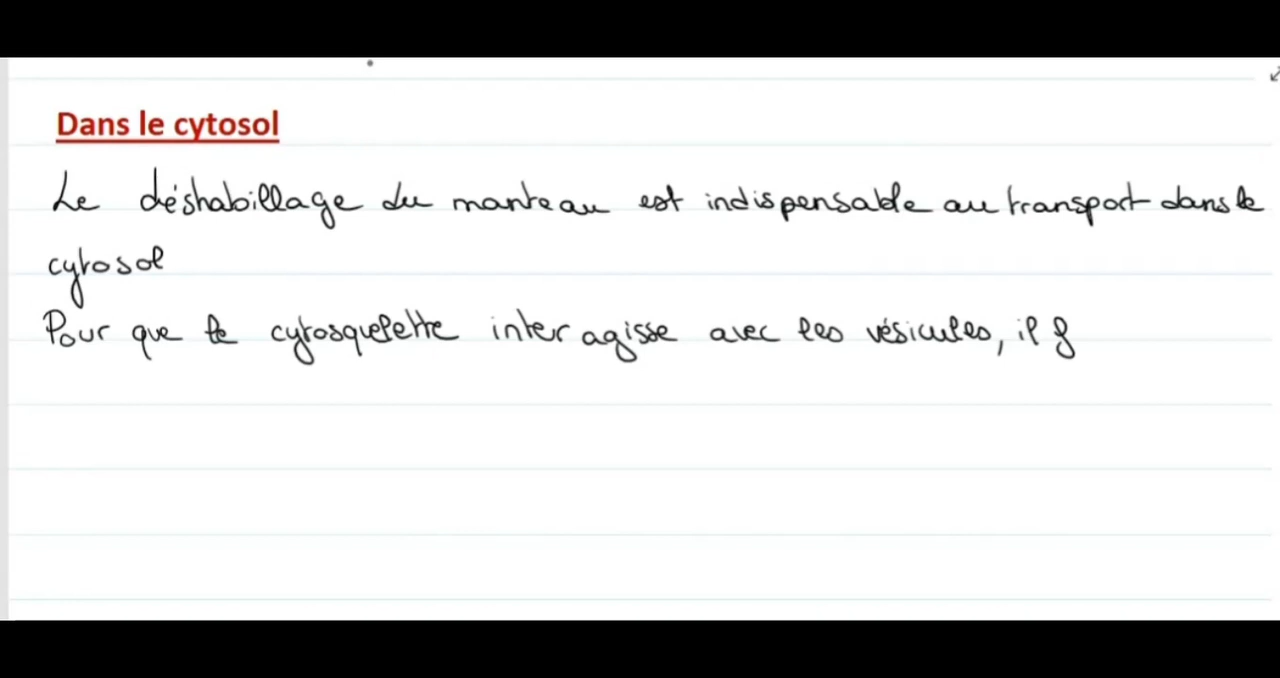 Dans le cytosol
Le déshabillage du manteau est indispensable au transport dans le
cytosol
Pour que le cytosquelette interagisse avec les vésicules, il f